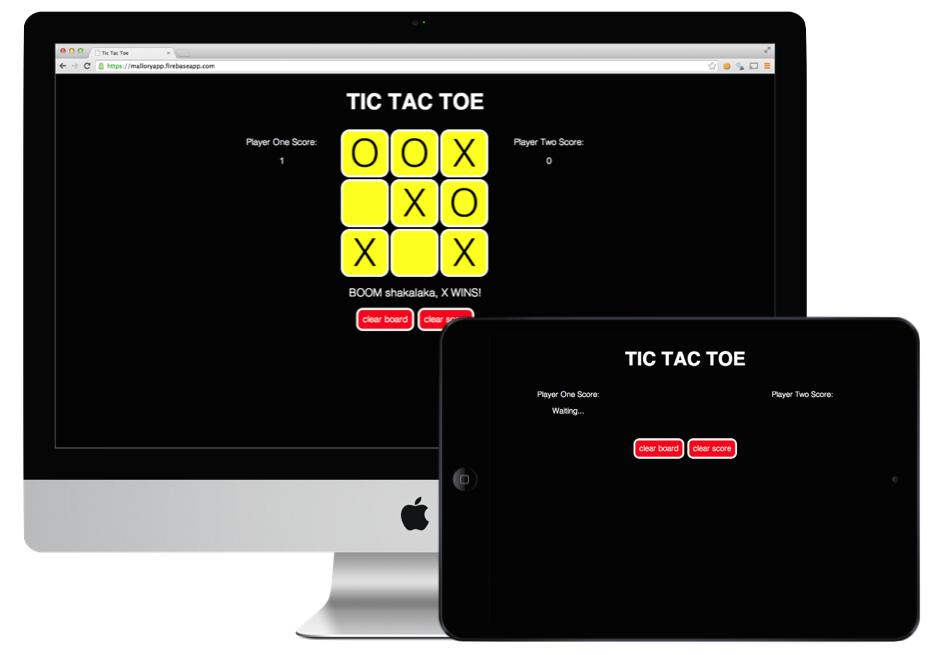 Tic Tac Toe
https://malloryapp.firebaseapp.com
TIC TAC TOE
Player One Score:
1
Player Two Score:
0
O O X
X O
X X
BOOM shakalaka, X WINS!
clear board
clear score
TIC TAC TOE
Player One Score:
Waiting...
Player Two Score:
clear board clear score